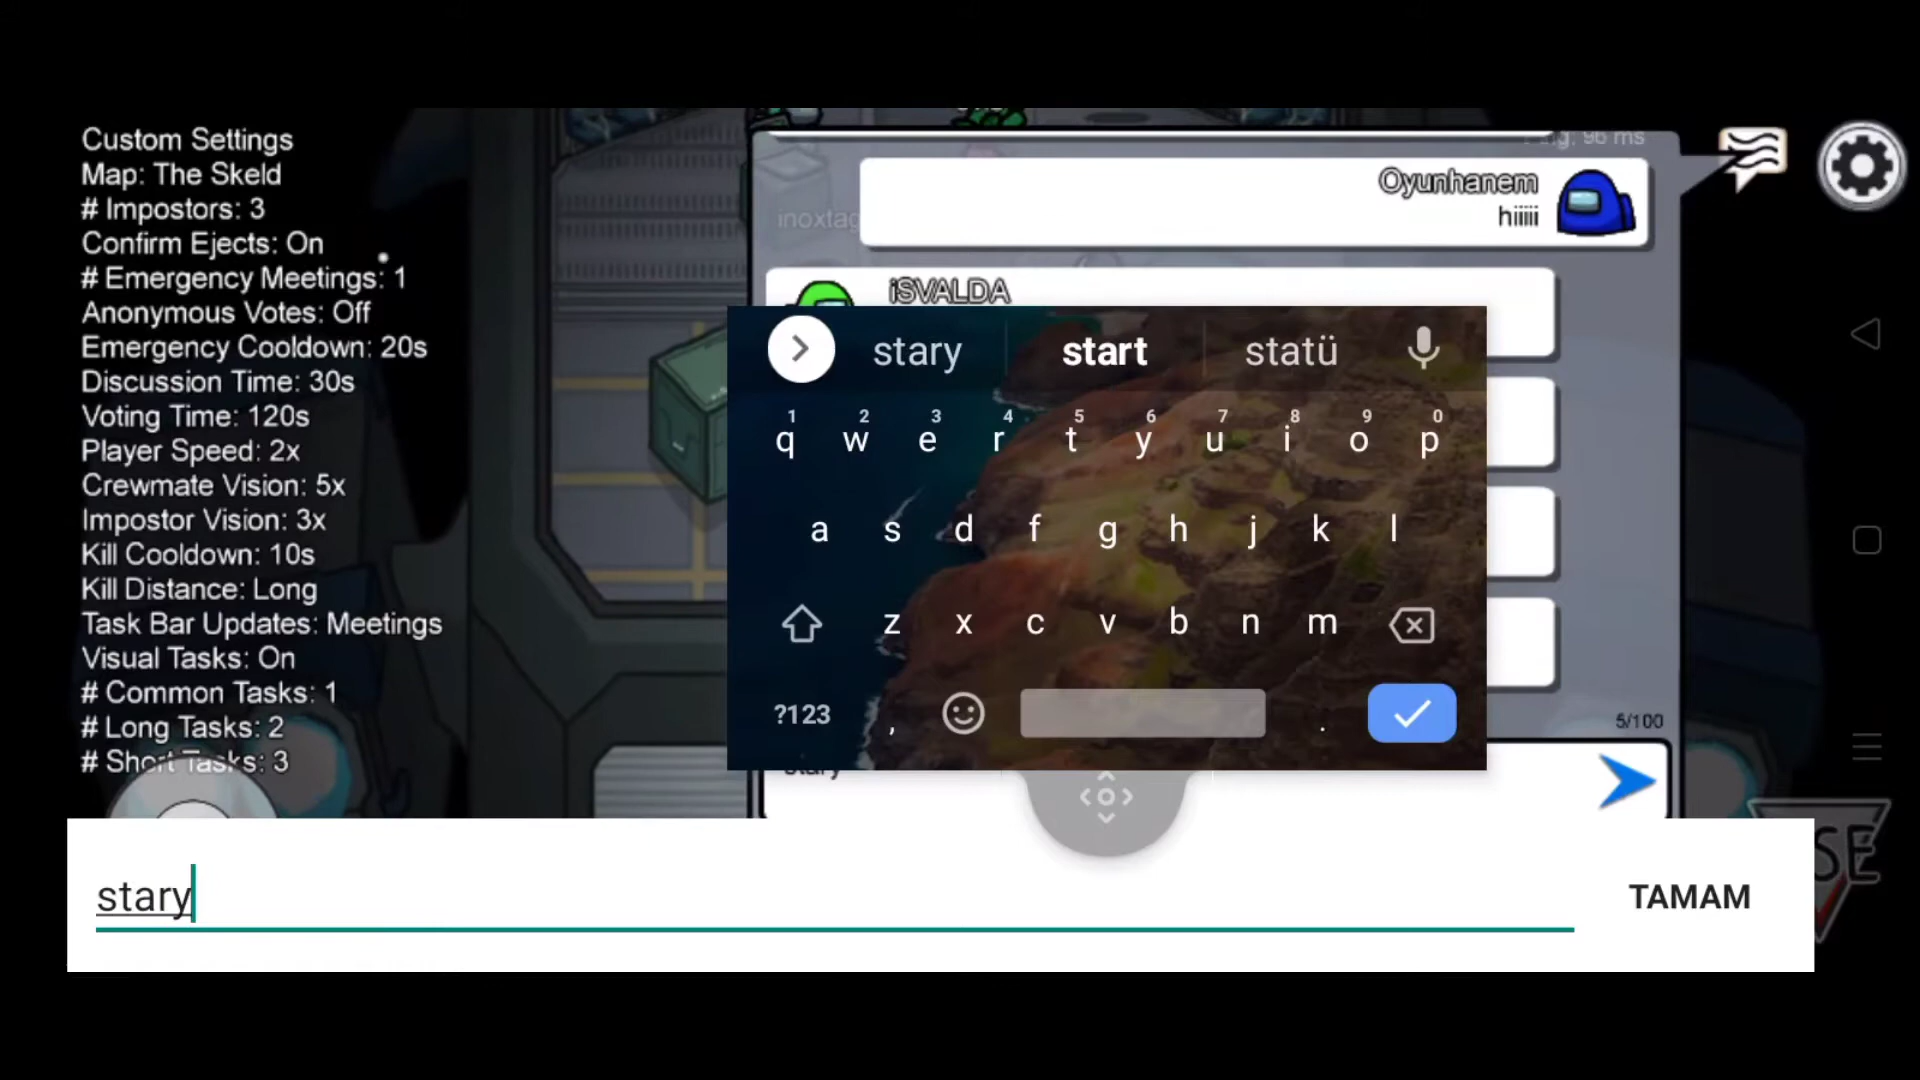 Custom Settings
Map: The Skeld
# Impostors: 3
Confirm Ejects: On
# Emergency Meetings: 1
Anonymous Votes: Off
Emergency Cooldown: 20s
Discussion Time: 30s
Voting Time: 120s
Player Speed: 2x
Crewmate Vision: 5x
Impostor Vision: 3x
Kill Cooldown: 10s
Kill Distance: Long
Task Bar Updates: Meetings
Visual Tasks: On
# Common Tasks: 1
# Long Tasks: 2
# Short Tasks: 3
96 ms
Oyunhanem
hiiiii
inoxtag
iSVALDA
stary start statü
1 2 3 4 5 6 7 8 9 0
q w e r t y u i o p
a s d f g h j k l
z x c v b n m
?123 , .
5/100
stary
stary
TAMAM